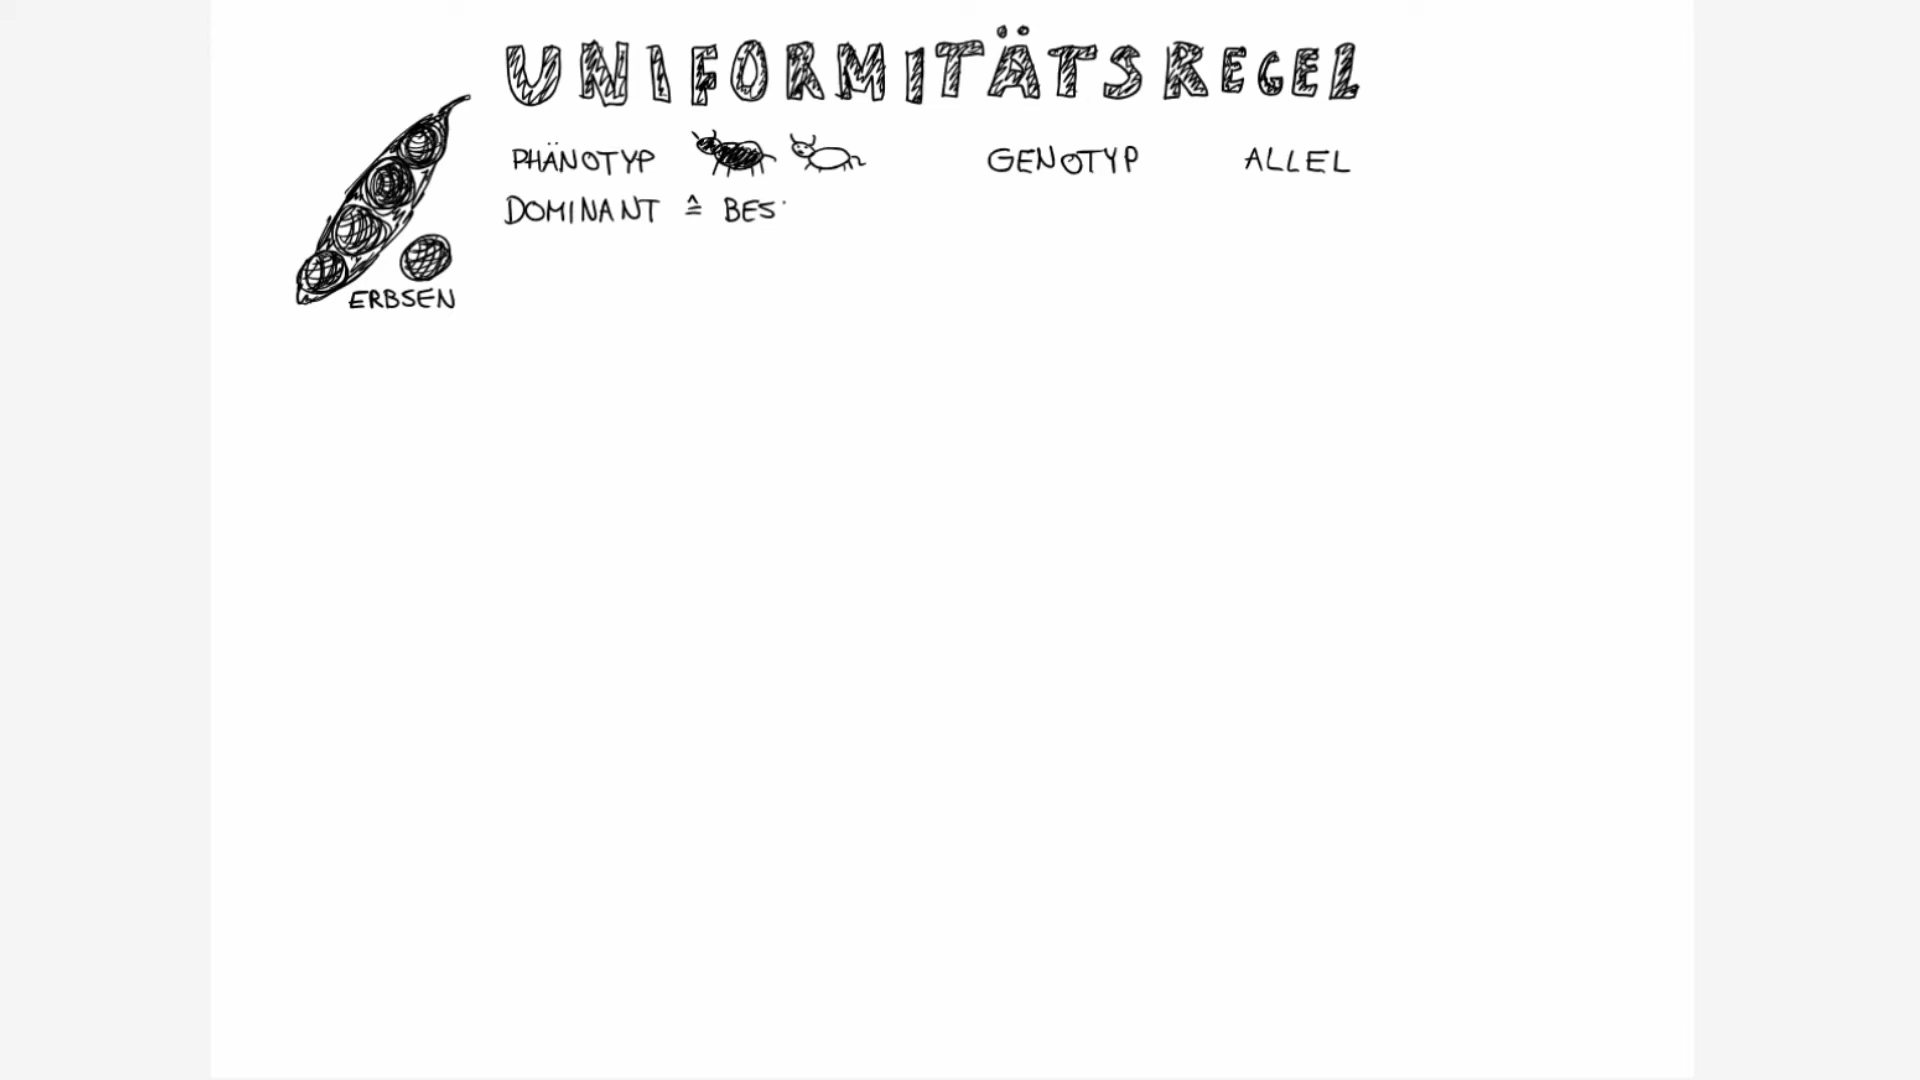 UNIFORMITÄTSREGEL
PHÄNOTYP GENOTYP ALLEL
DOMINANT ≙ BES
ERBSEN